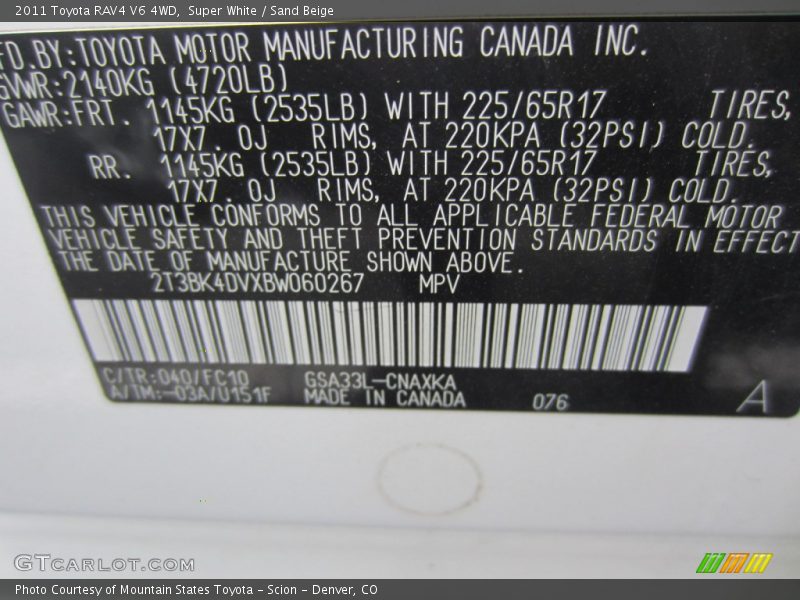 2011 Toyota RAV4 V6 4WD, Super White / Sand Beige
FD.BY:TOYOTA MOTOR MANUFACTURING CANADA INC.
GVWR:2140KG (4720LB)
GAWR:FRT. 1145KG (2535LB) WITH 225/65R17 TIRES,
17X7.0J RIMS, AT 220KPA (32PSI) COLD.
RR. 1145KG (2535LB) WITH 225/65R17 TIRES,
17X7.0J RIMS, AT 220KPA (32PSI) COLD.
THIS VEHICLE CONFORMS TO ALL APPLICABLE FEDERAL MOTOR
VEHICLE SAFETY AND THEFT PREVENTION STANDARDS IN EFFECT
THE DATE OF MANUFACTURE SHOWN ABOVE.
2T3BK4DVXBW060267 MPV
C/TR:040/FC10 GSA33L-CNAXKA
A/TM:-03A/U151F MADE IN CANADA 076 A
GTCARLOT.COM
Photo Courtesy of Mountain States Toyota – Scion – Denver, CO